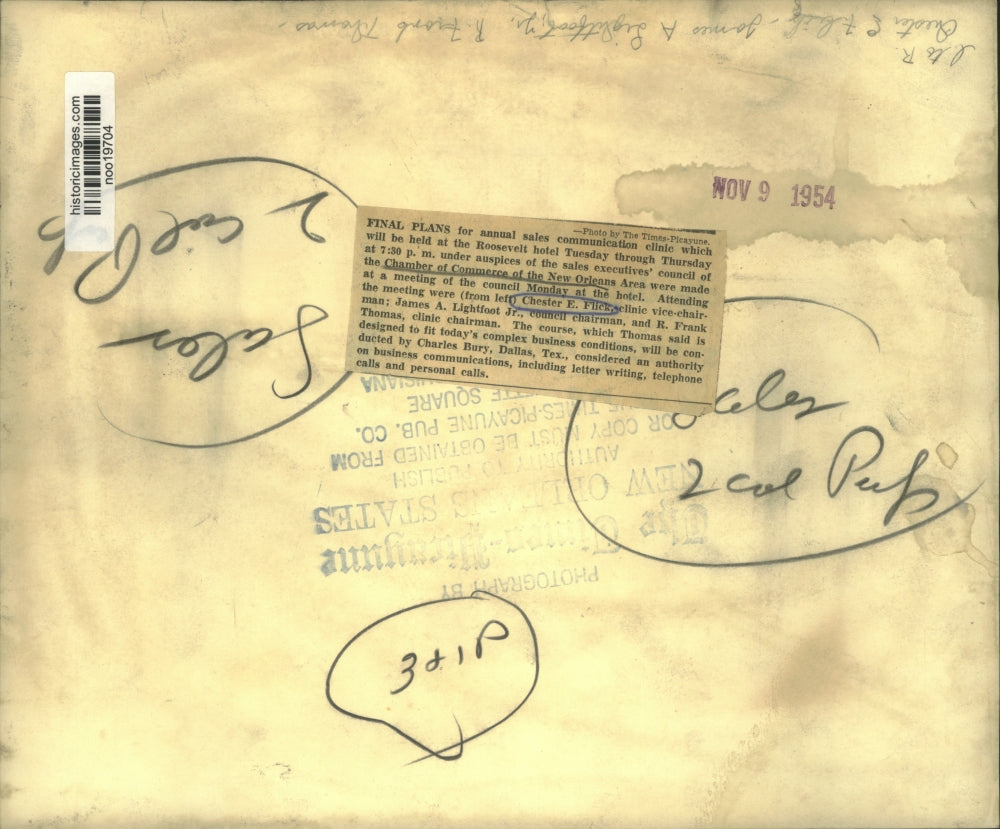 L to R.
Chester E Flick - James A Lightfoot, Jr., R. Frank Thomas -
historicimages.com
noo19704
NOV 9 1954
2 col
Sales
—Photo by The Times-Picayune.
FINAL PLANS for annual sales communication clinic which
will be held at the Roosevelt hotel Tuesday through Thursday
at 7:30 p. m. under auspices of the sales executives' council of
the Chamber of Commerce of the New Orleans Area were made
at a meeting of the council Monday at the hotel. Attending
the meeting were (from left) Chester E. Flick, clinic vice-chair-
man; James A. Lightfoot Jr., council chairman, and R. Frank
Thomas, clinic chairman. The course, which Thomas said is
designed to fit today's complex business conditions, will be con-
ducted by Charles Bury, Dallas, Tex., considered an authority
on business communications, including letter writing, telephone
calls and personal calls.
Sales
2 col
PHOTOGRAPH BY
The Times-Picayune
NEW ORLEANS STATES
AUTHORITY TO PUBLISH
OR COPY MUST BE OBTAINED FROM
THE TIMES-PICAYUNE PUB. CO.
SQUARE